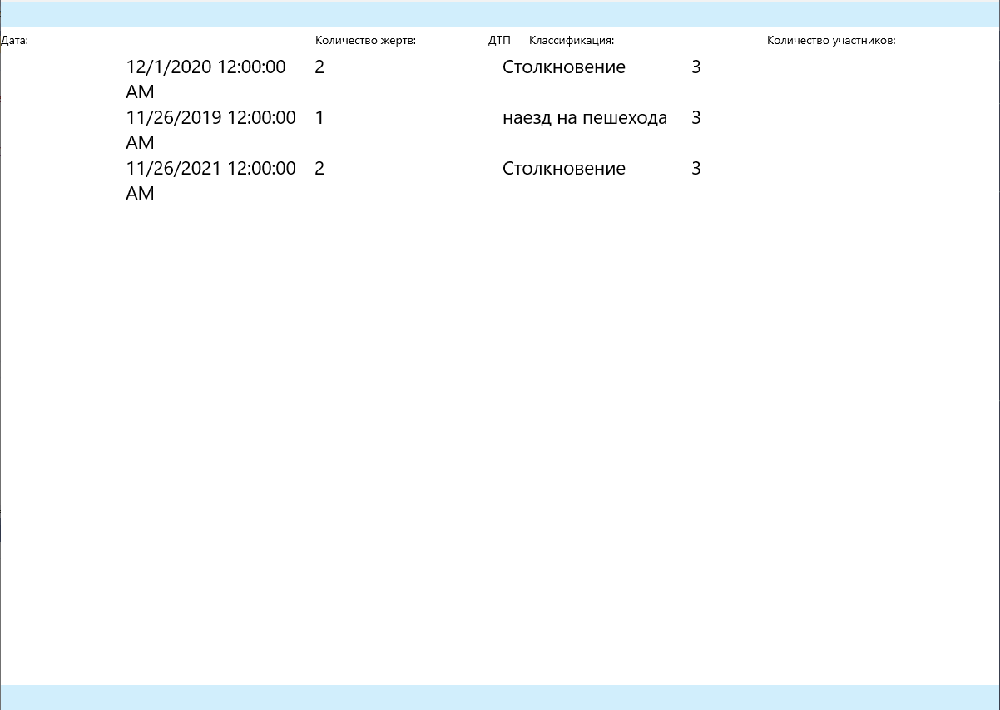 Дата: Количество жертв: ДТП Классификация: Количество участников:
12/1/2020 12:00:00 2 Столкновение 3
AM
11/26/2019 12:00:00 1 наезд на пешехода 3
AM
11/26/2021 12:00:00 2 Столкновение 3
AM